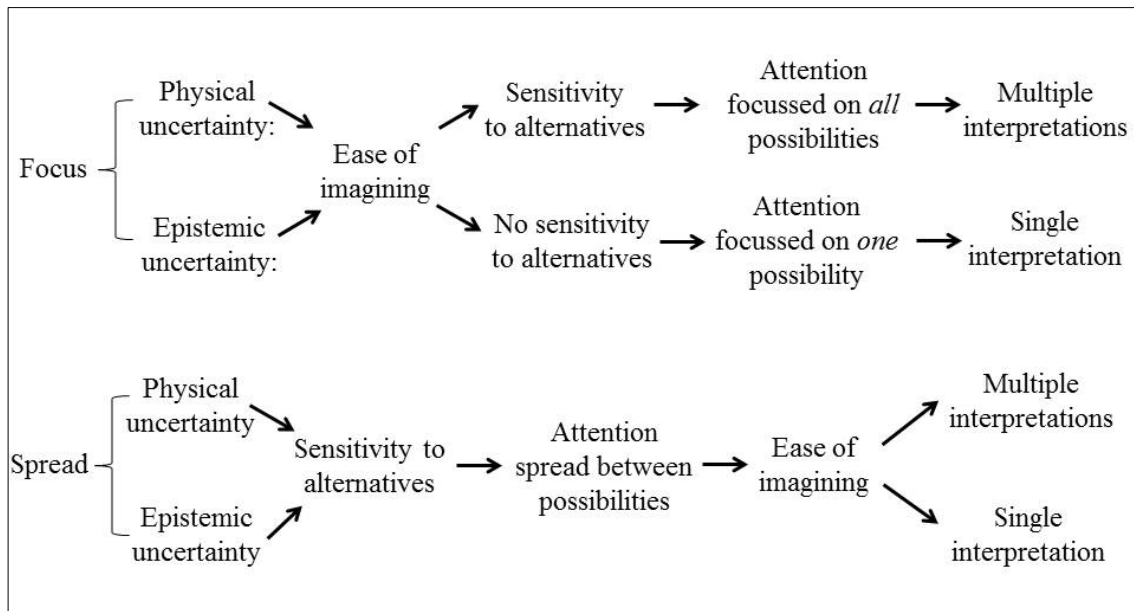 Focus
Physical
uncertainty:
Epistemic
uncertainty:
Ease of
imagining
Sensitivity
to alternatives
No sensitivity
to alternatives
Attention
focussed on all
possibilities
Attention
focussed on one
possibility
Multiple
interpretations
Single
interpretation
Spread
Physical
uncertainty
Epistemic
uncertainty
Sensitivity to
alternatives
Attention
spread between
possibilities
Ease of
imagining
Multiple
interpretations
Single
interpretation